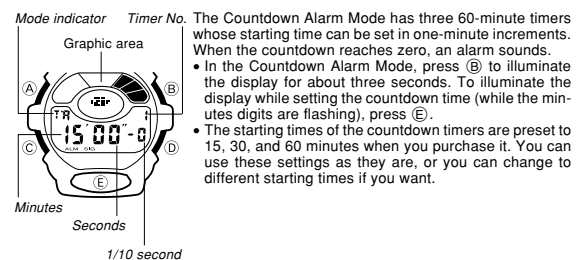 Mode indicator
Timer No.
Graphic area
A
B
TR
1
15'00"-0
ALM SIG
C
D
E
Minutes
Seconds
1/10 second
The Countdown Alarm Mode has three 60-minute timers
whose starting time can be set in one-minute increments.
When the countdown reaches zero, an alarm sounds.
• In the Countdown Alarm Mode, press Ⓑ to illuminate
the display for about three seconds. To illuminate the
display while setting the countdown time (while the min-
utes digits are flashing), press Ⓔ.
• The starting times of the countdown timers are preset to
15, 30, and 60 minutes when you purchase it. You can
use these settings as they are, or you can change to
different starting times if you want.